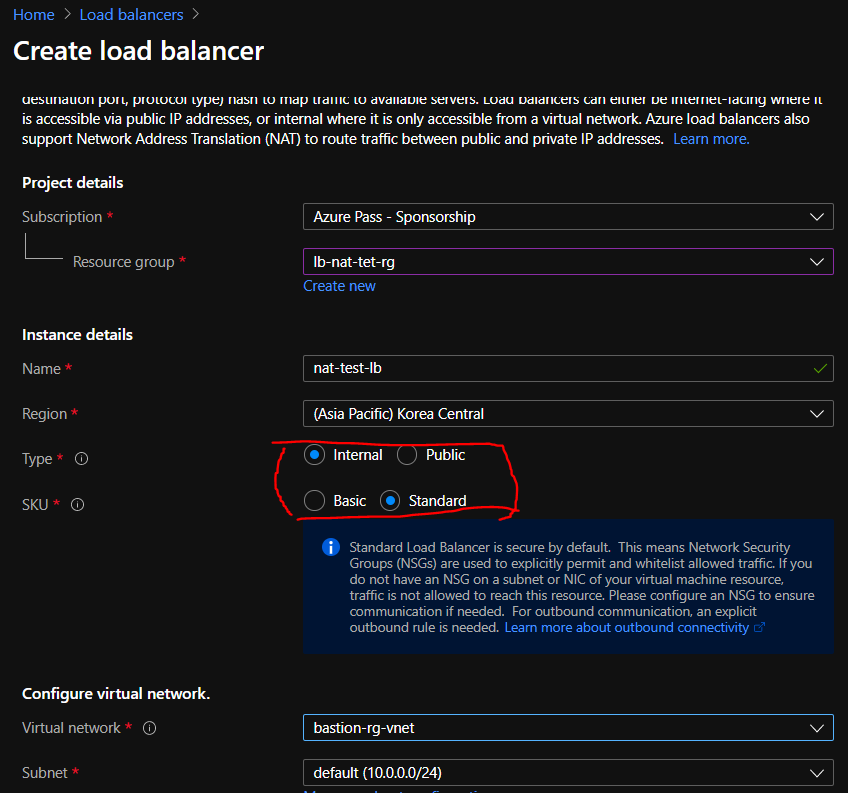 Home > Load balancers >
Create load balancer
destination port, protocol type) hash to map traffic to available servers. Load balancers can either be internet-facing where it
is accessible via public IP addresses, or internal where it is only accessible from a virtual network. Azure load balancers also
support Network Address Translation (NAT) to route traffic between public and private IP addresses. Learn more.
Project details
Subscription *
Azure Pass - Sponsorship
Resource group *
lb-nat-tet-rg
Create new
Instance details
Name *
nat-test-lb
Region *
(Asia Pacific) Korea Central
Type *
Internal Public
SKU *
Basic Standard
Standard Load Balancer is secure by default. This means Network Security
Groups (NSGs) are used to explicitly permit and whitelist allowed traffic. If you
do not have an NSG on a subnet or NIC of your virtual machine resource,
traffic is not allowed to reach this resource. Please configure an NSG to ensure
communication if needed. For outbound communication, an explicit
outbound rule is needed. Learn more about outbound connectivity
Configure virtual network.
Virtual network *
bastion-rg-vnet
Subnet *
default (10.0.0.0/24)